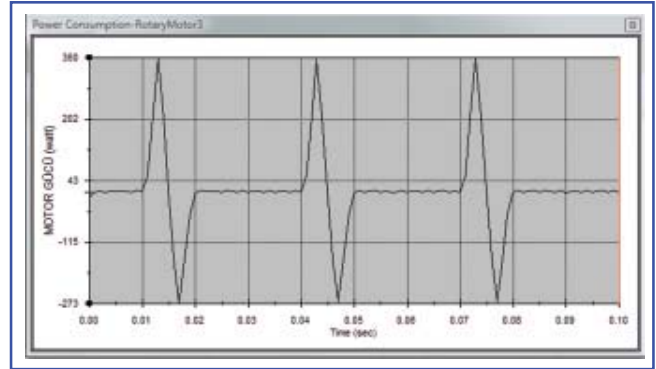 Power Consumption-RotaryMotor3
360
202
43
-115
-273
MOTOR GÜCÜ (watt)
0.00 0.01 0.02 0.03 0.04 0.05 0.06 0.07 0.08 0.09 0.10
Time (sec)